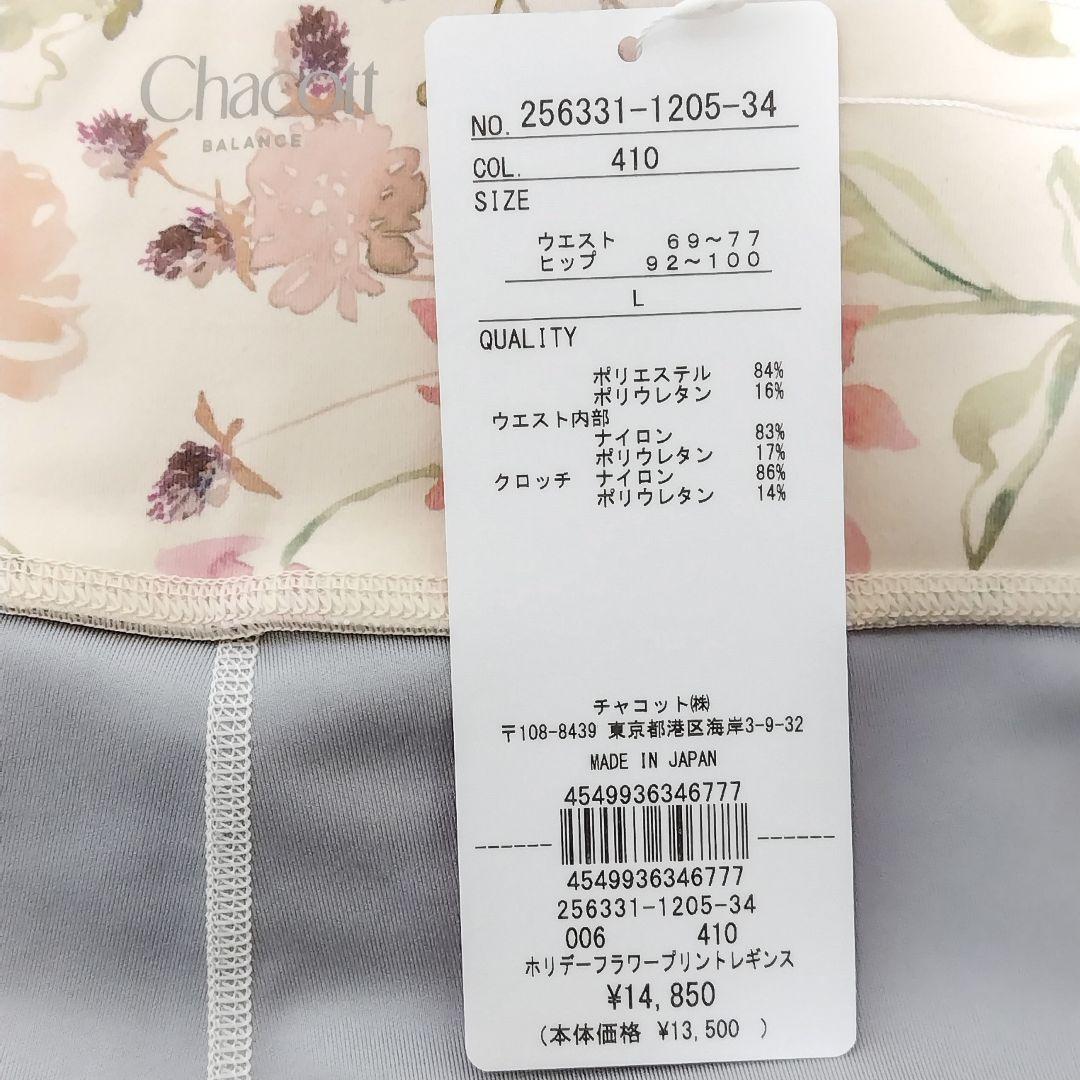 Chacott
BALANCE
NO. 256331-1205-34
COL. 410
SIZE
ウエスト 69~77
ヒップ 92~100
L
QUALITY
ポリエステル 84%
ポリウレタン 16%
ウエスト内部
ナイロン 83%
ポリウレタン 17%
クロッチ ナイロン 86%
ポリウレタン 14%
チャコット㈱
〒108-8439 東京都港区海岸3-9-32
MADE IN JAPAN
4549936346777
4549936346777
256331-1205-34
006 410
ホリデーフラワープリントレギンス
¥14,850
(本体価格 ¥13,500 )